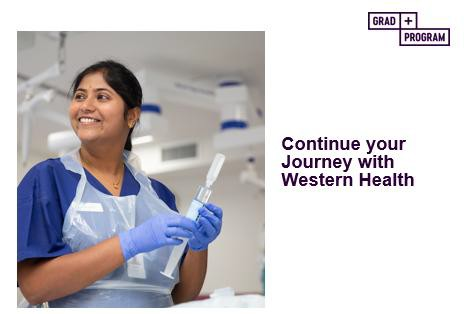 GRAD +
PROGRAM
Continue your
Journey with
Western Health